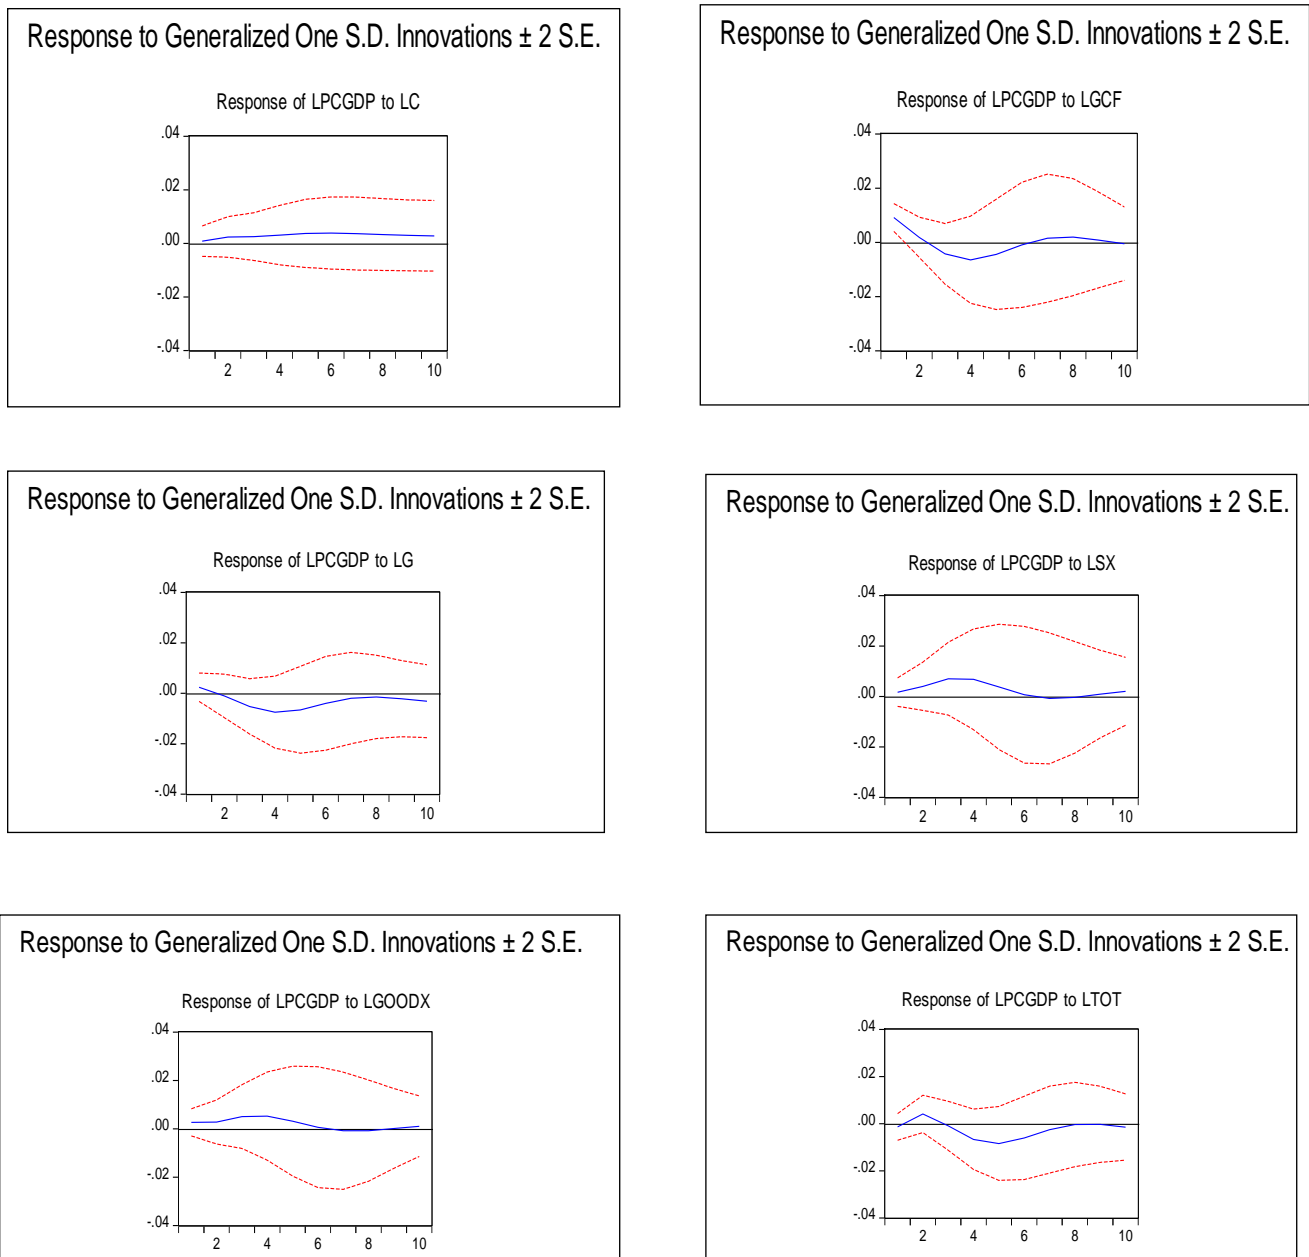 Response to Generalized One S.D. Innovations ± 2 S.E.
Response of LPCGDP to LC
.04
.02
.00
-.02
-.04
2 4 6 8 10
Response to Generalized One S.D. Innovations ± 2 S.E.
Response of LPCGDP to LGCF
.04
.02
.00
-.02
-.04
2 4 6 8 10
Response to Generalized One S.D. Innovations ± 2 S.E.
Response of LPCGDP to LG
.04
.02
.00
-.02
-.04
2 4 6 8 10
Response to Generalized One S.D. Innovations ± 2 S.E.
Response of LPCGDP to LSX
.04
.02
.00
-.02
-.04
2 4 6 8 10
Response to Generalized One S.D. Innovations ± 2 S.E.
Response of LPCGDP to LGOODX
.04
.02
.00
-.02
-.04
2 4 6 8 10
Response to Generalized One S.D. Innovations ± 2 S.E.
Response of LPCGDP to LTOT
.04
.02
.00
-.02
-.04
2 4 6 8 10